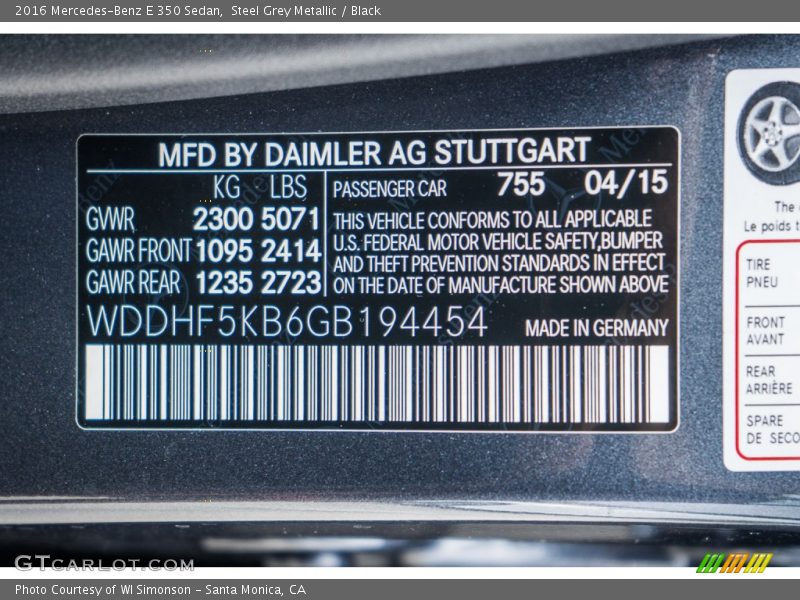 2016 Mercedes-Benz E 350 Sedan, Steel Grey Metallic / Black
MFD BY DAIMLER AG STUTTGART
KG LBS
GWR 2300 5071
GAWR FRONT 1095 2414
GAWR REAR 1235 2723
PASSENGER CAR 755 04/15
THIS VEHICLE CONFORMS TO ALL APPLICABLE
U.S. FEDERAL MOTOR VEHICLE SAFETY,BUMPER
AND THEFT PREVENTION STANDARDS IN EFFECT
ON THE DATE OF MANUFACTURE SHOWN ABOVE
WDDHF5KB6GB194454 MADE IN GERMANY
The
Le poids
TIRE
PNEU
FRONT
AVANT
REAR
ARRIÈRE
SPARE
DE
GTCARLOT.COM
Photo Courtesy of WI Simonson - Santa Monica, CA